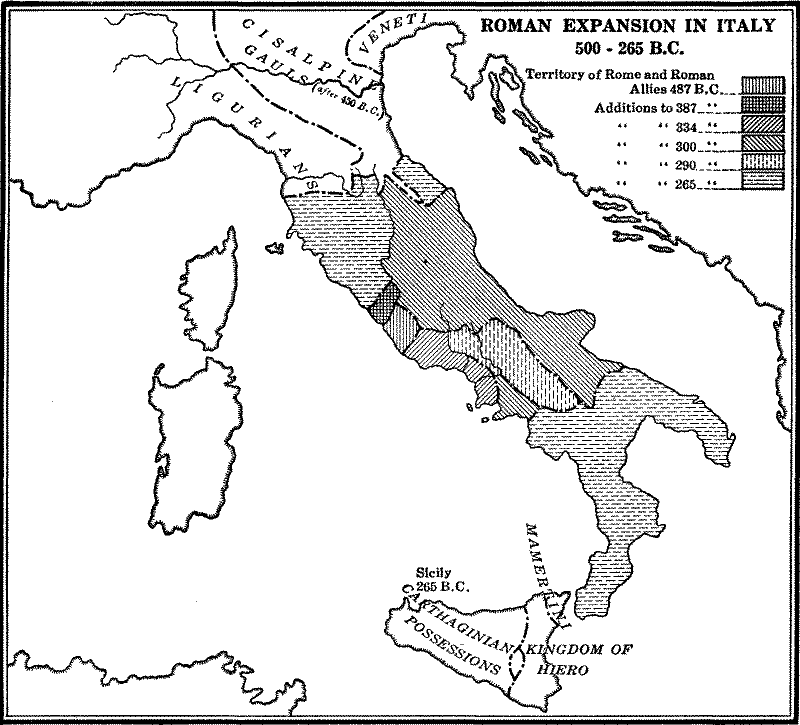 ROMAN EXPANSION IN ITALY
500 - 265 B.C.
Territory of Rome and Roman
Allies 487 B.C.
Additions to 387 "
" " 334 "
" " 300 "
" " 290 "
" " 265 "
CISALPINE
GAULS (after 430 B.C.)
VENETI
LIGURIANS
Sicily
265 B.C.
MAMERTINI
CARTHAGINIAN
POSSESSIONS
KINGDOM OF
HIERO